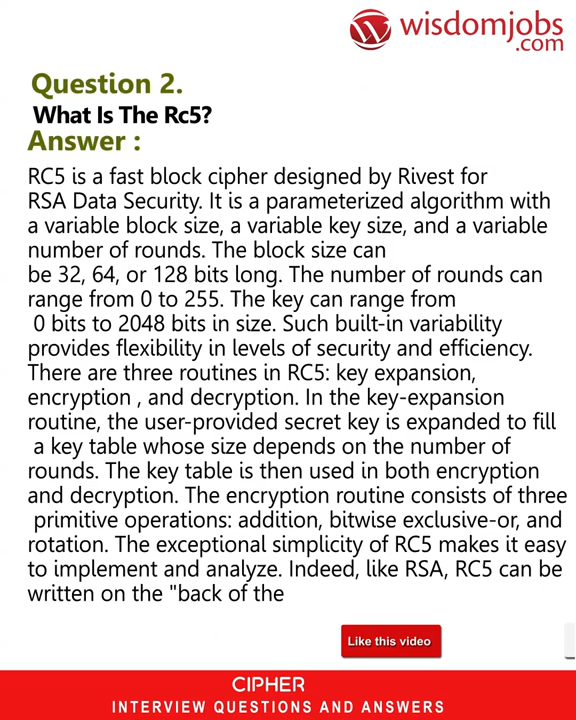 wisdomjobs
.com
Question 2.
What Is The Rc5?
Answer :
RC5 is a fast block cipher designed by Rivest for
RSA Data Security. It is a parameterized algorithm with
a variable block size, a variable key size, and a variable
number of rounds. The block size can
be 32, 64, or 128 bits long. The number of rounds can
range from 0 to 255. The key can range from
0 bits to 2048 bits in size. Such built-in variability
provides flexibility in levels of security and efficiency.
There are three routines in RC5: key expansion,
encryption , and decryption. In the key-expansion
routine, the user-provided secret key is expanded to fill
a key table whose size depends on the number of
rounds. The key table is then used in both encryption
and decryption. The encryption routine consists of three
primitive operations: addition, bitwise exclusive-or, and
rotation. The exceptional simplicity of RC5 makes it easy
to implement and analyze. Indeed, like RSA, RC5 can be
written on the "back of the
Like this video
CIPHER
INTERVIEW QUESTIONS AND ANSWERS